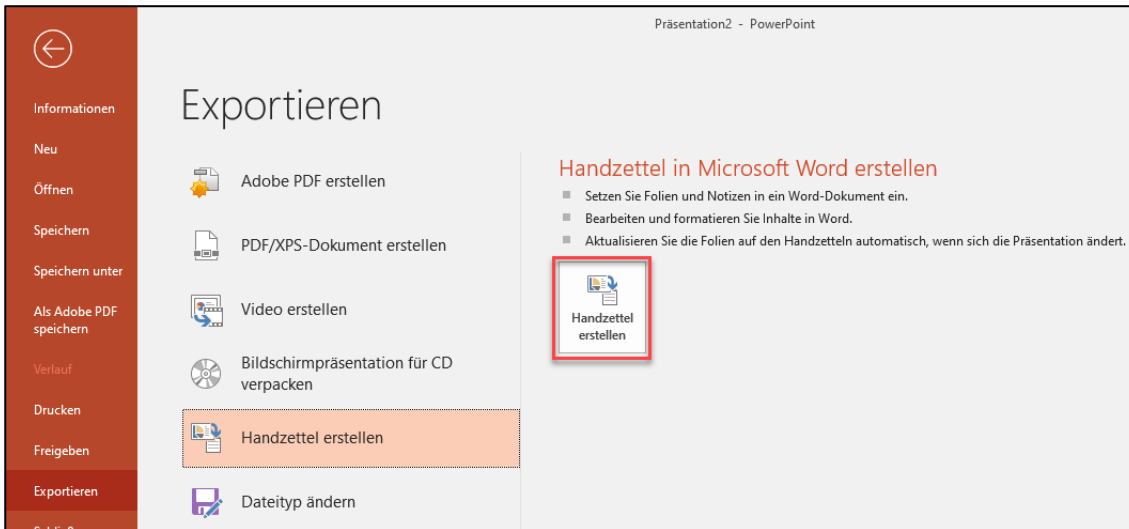 Präsentation2 - PowerPoint
Informationen
Neu
Öffnen
Speichern
Speichern unter
Als Adobe PDF
speichern
Verlauf
Drucken
Freigeben
Exportieren
Exportieren
Adobe PDF erstellen
PDF/XPS-Dokument erstellen
Video erstellen
Bildschirmpräsentation für CD
verpacken
Handzettel erstellen
Dateityp ändern
Handzettel in Microsoft Word erstellen
Setzen Sie Folien und Notizen in ein Word-Dokument ein.
Bearbeiten und formatieren Sie Inhalte in Word.
Aktualisieren Sie die Folien auf den Handzetteln automatisch, wenn sich die Präsentation ändert.
Handzettel
erstellen